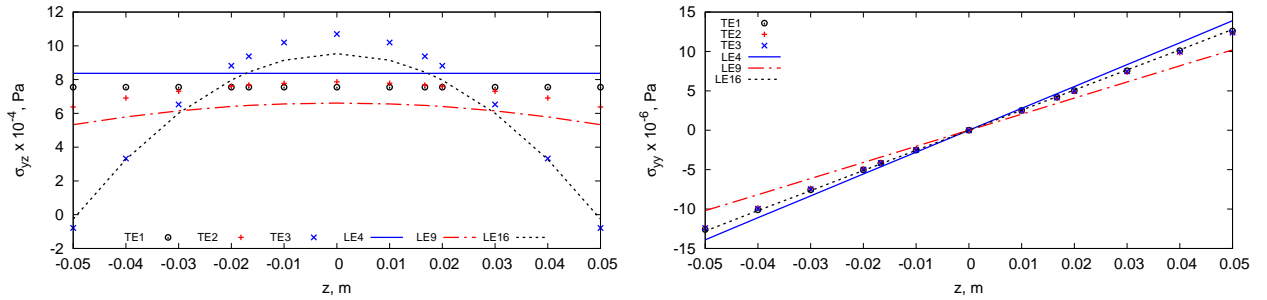 σyz x 10⁻⁴, Pa
14
12
10
8
6
4
2
0
-2
-0.05 -0.04 -0.03 -0.02 -0.01 0 0.01 0.02 0.03 0.04 0.05
z, m
TE1 TE2 TE3 LE4 LE9 LE16
σyy x 10⁻⁶, Pa
15
10
5
0
-5
-10
-15
-0.05 -0.04 -0.03 -0.02 -0.01 0 0.01 0.02 0.03 0.04 0.05
z, m
TE1
TE2
TE3
LE4
LE9
LE16